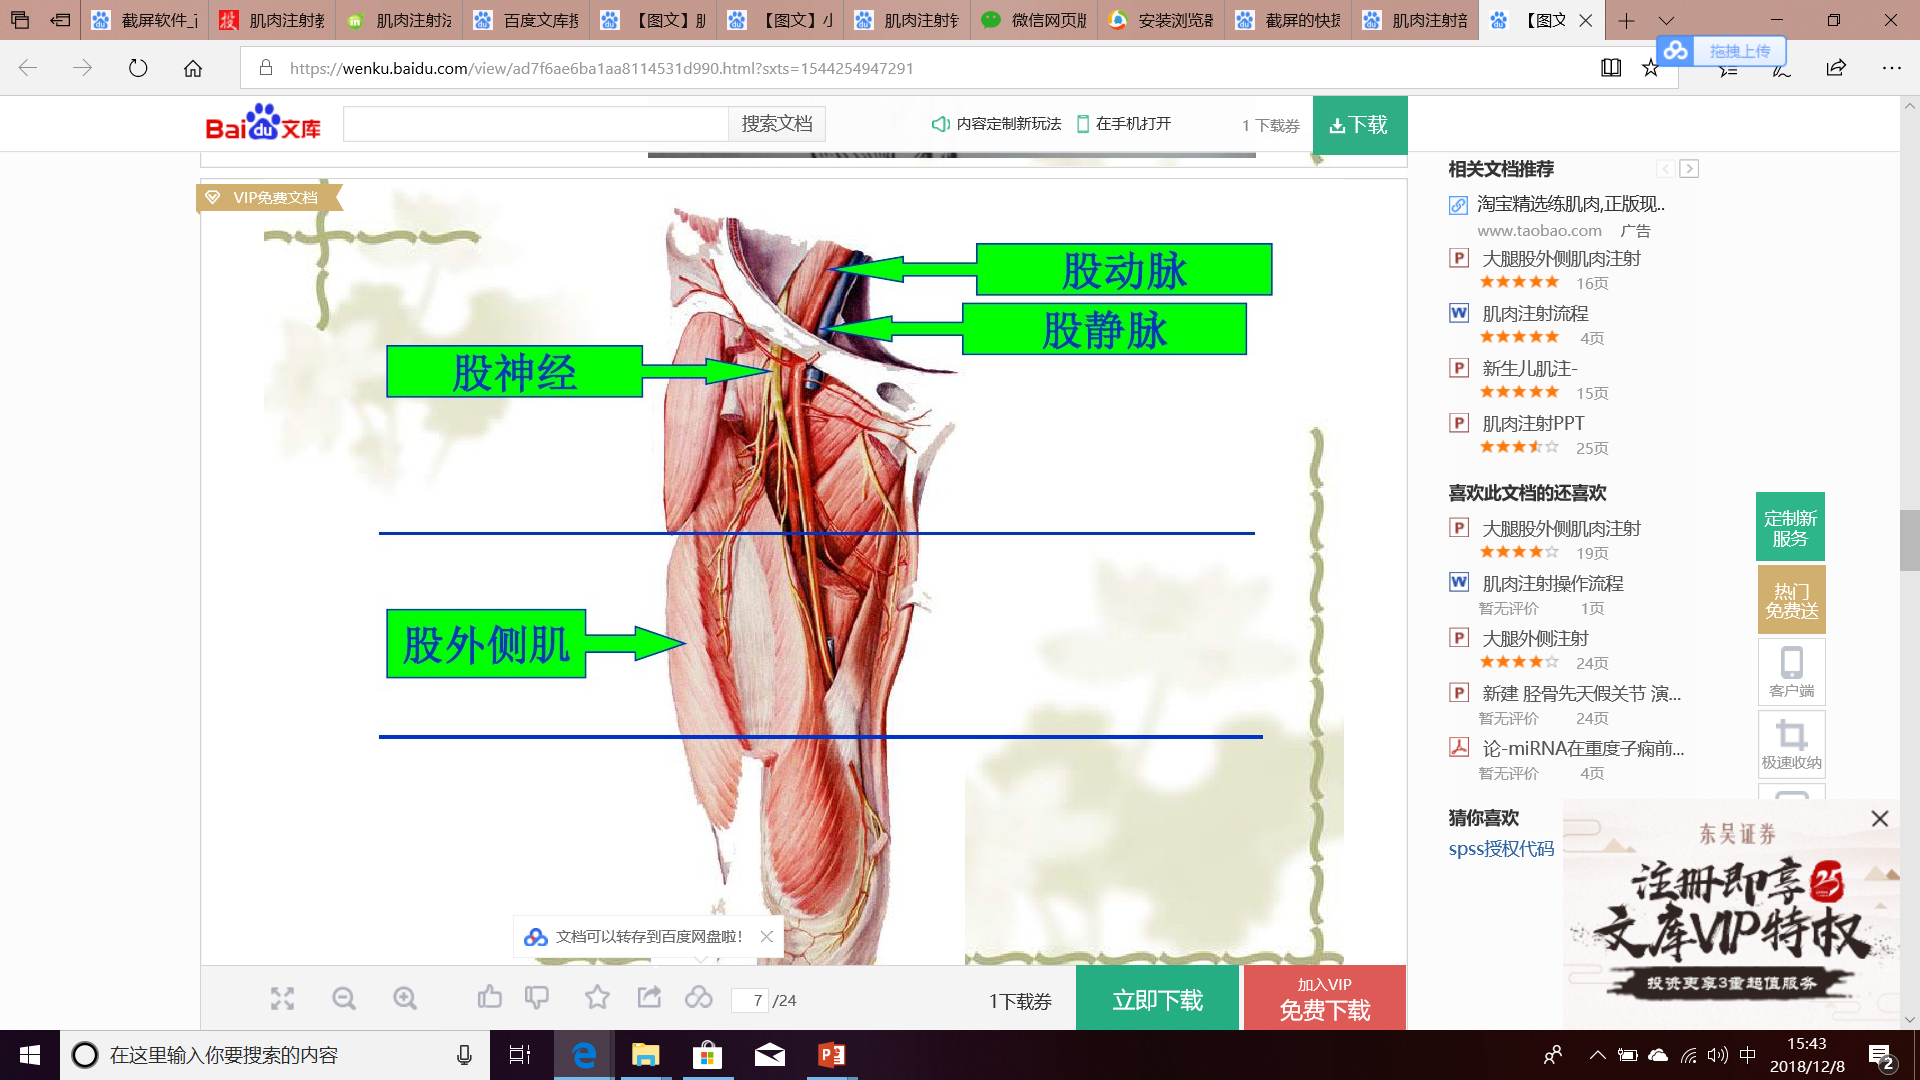 截屏软件_i
肌肉注射教
肌肉注射法
百度文库搜
【图文】肌
【图文】小
肌肉注射针
微信网页版
安装浏览器
截屏的快捷
肌肉注射部
【图文
https://wenku.baidu.com/view/ad7f6ae6ba1aa8114531d990.html?sxts=1544254947291
拖拽上传
Bai du 文库
搜索文档
内容定制新玩法
在手机打开
1 下载券
下载
VIP免费文档
股动脉
股静脉
股神经
股外侧肌
文档可以转存到百度网盘啦！
7 /24
1下载券
立即下载
加入VIP
免费下载
相关文档推荐
淘宝精选练肌肉,正版现..
www.taobao.com 广告
大腿股外侧肌肉注射
16页
肌肉注射流程
4页
新生儿肌注-
15页
肌肉注射PPT
25页
喜欢此文档的还喜欢
大腿股外侧肌肉注射
19页
肌肉注射操作流程
暂无评价 1页
大腿外侧注射
24页
新建 胫骨先天假关节 演...
暂无评价 24页
论-miRNA在重度子痫前...
暂无评价 4页
猜你喜欢
spss授权代码
定制新
服务
热门
免费送
客户端
极速收纳
东吴证券
注册即享
25
文库VIP特权
投资更享3重超值服务
在这里输入你要搜索的内容
中
15:43
2018/12/8
2